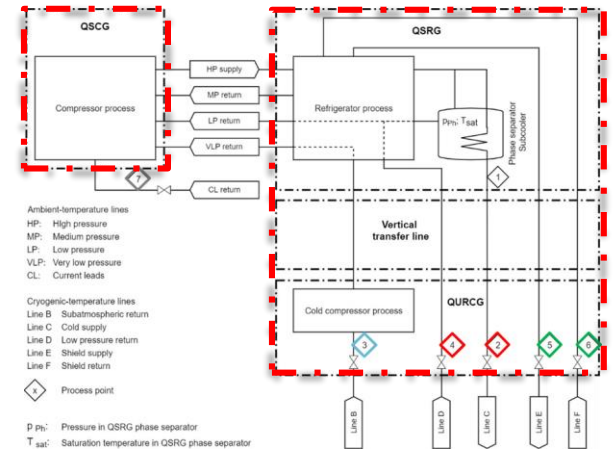 QSCG
QSRG
HP supply
MP return
LP return
VLP return
CL return
Compressor process
Refrigerator process
PPh; Tsat
Phase separator
Subcooler
1
7
Vertical
transfer line
Ambient-temperature lines
HP: High pressure
MP: Medium pressure
LP: Low pressure
VLP: Very low pressure
CL: Current leads
Cryogenic-temperature lines
Line B Subatmospheric return
Line C Cold supply
Line D Low pressure return
Line E Shield supply
Line F Shield return
x Process point
p Ph: Pressure in QSRG phase separator
T sat: Saturation temperature in QSRG phase separator
QURCG
Cold compressor process
3
4
2
5
6
Line B
Line D
Line C
Line E
Line F